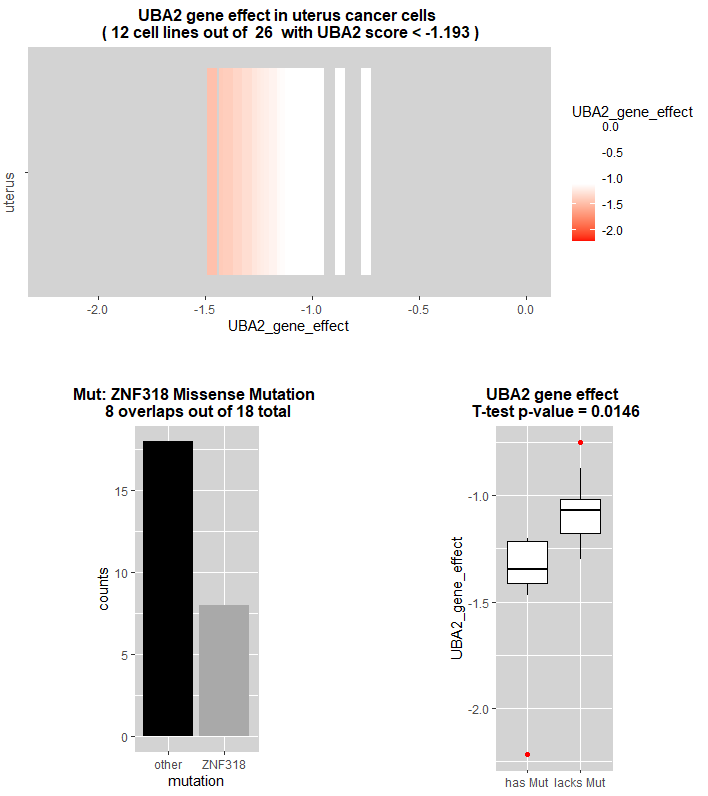 UBA2 gene effect in uterus cancer cells
( 12 cell lines out of  26  with UBA2 score < -1.193 )
uterus
-2.0
-1.5
-1.0
-0.5
0.0
UBA2_gene_effect
UBA2_gene_effect
0.0
-0.5
-1.0
-1.5
-2.0
Mut: ZNF318 Missense Mutation
8 overlaps out of 18 total
counts
15
10
5
0
other
ZNF318
mutation
UBA2 gene effect
T-test p-value = 0.0146
UBA2_gene_effect
-1.0
-1.5
-2.0
has Mut
lacks Mut